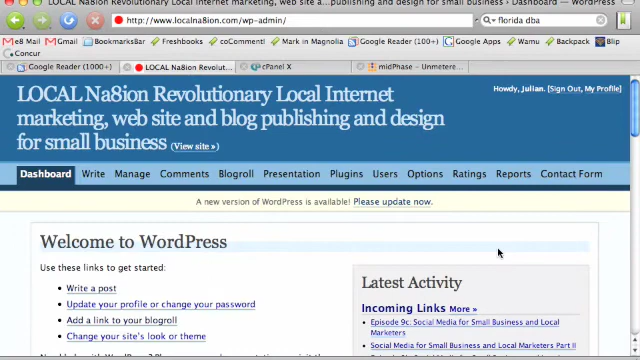 LOCAL Na8ion Revolutionary Local Internet marketing, web site a...publishing and design for small business › Dashboard — WordPress
http://www.localna8ion.com/wp-admin/
florida dba
e8 Mail Gmail BookmarksBar Freshbooks coComment! Mark in Magnolia Google Reader (1000+) Google Apps Wamu Backpack Blip
Concur
Google Reader (1000+) LOCAL Na8ion Revolut... cPanel X midPhase - Unmetere...
LOCAL Na8ion Revolutionary Local Internet
marketing, web site and blog publishing and design
for small business (View site »)
Howdy, Julian. [Sign Out, My Profile]
Dashboard Write Manage Comments Blogroll Presentation Plugins Users Options Ratings Reports Contact Form
A new version of WordPress is available! Please update now.
Welcome to WordPress
Use these links to get started:
Write a post
Update your profile or change your password
Add a link to your blogroll
Change your site's look or theme
Latest Activity
Incoming Links More »
Episode 9c: Social Media for Small Business and Local
Marketers
Social Media for Small Business and Local Marketers Part II